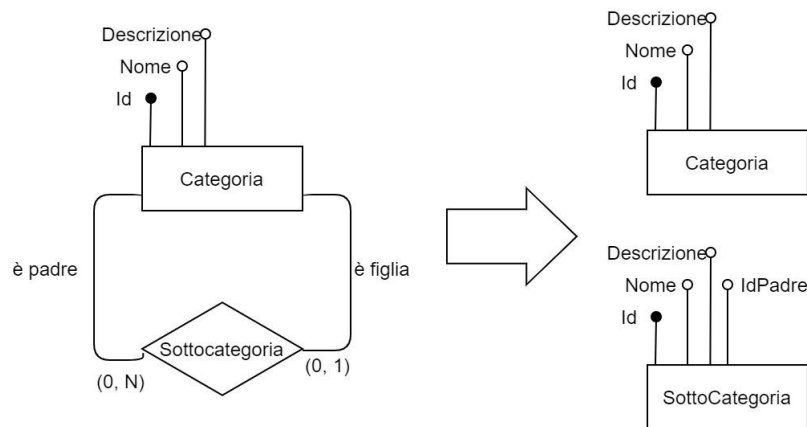 Descrizione
Nome
Id
Categoria
è padre
è figlia
Sottocategoria
(0, N)
(0, 1)
Descrizione
Nome
Id
Categoria
Descrizione
Nome
IdPadre
Id
SottoCategoria